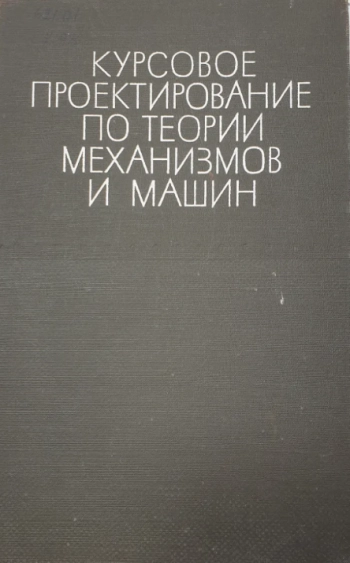 КУРСОВОЕ
ПРОЕКТИРОВАНИЕ
ПО ТЕОРИИ
МЕХАНИЗМОВ
И МАШИН